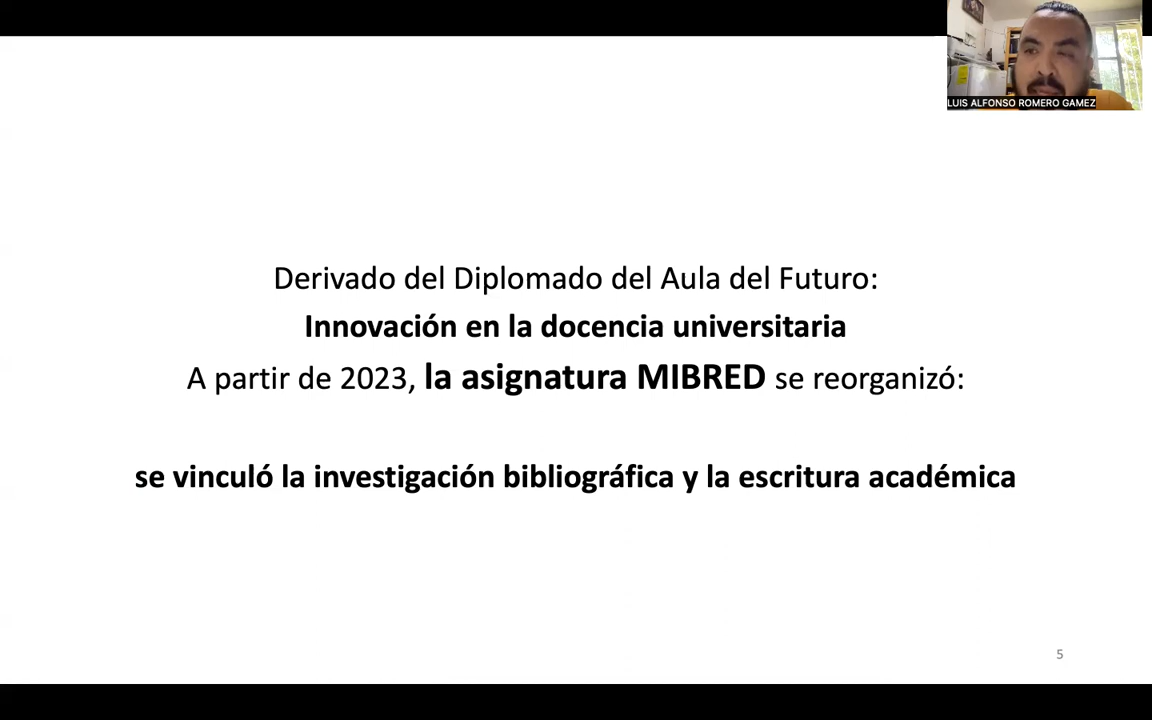 LUIS ALFONSO ROMERO GAMEZ
Derivado del Diplomado del Aula del Futuro:
Innovación en la docencia universitaria
A partir de 2023, la asignatura MIBRED se reorganizó:
se vinculó la investigación bibliográfica y la escritura académica
5